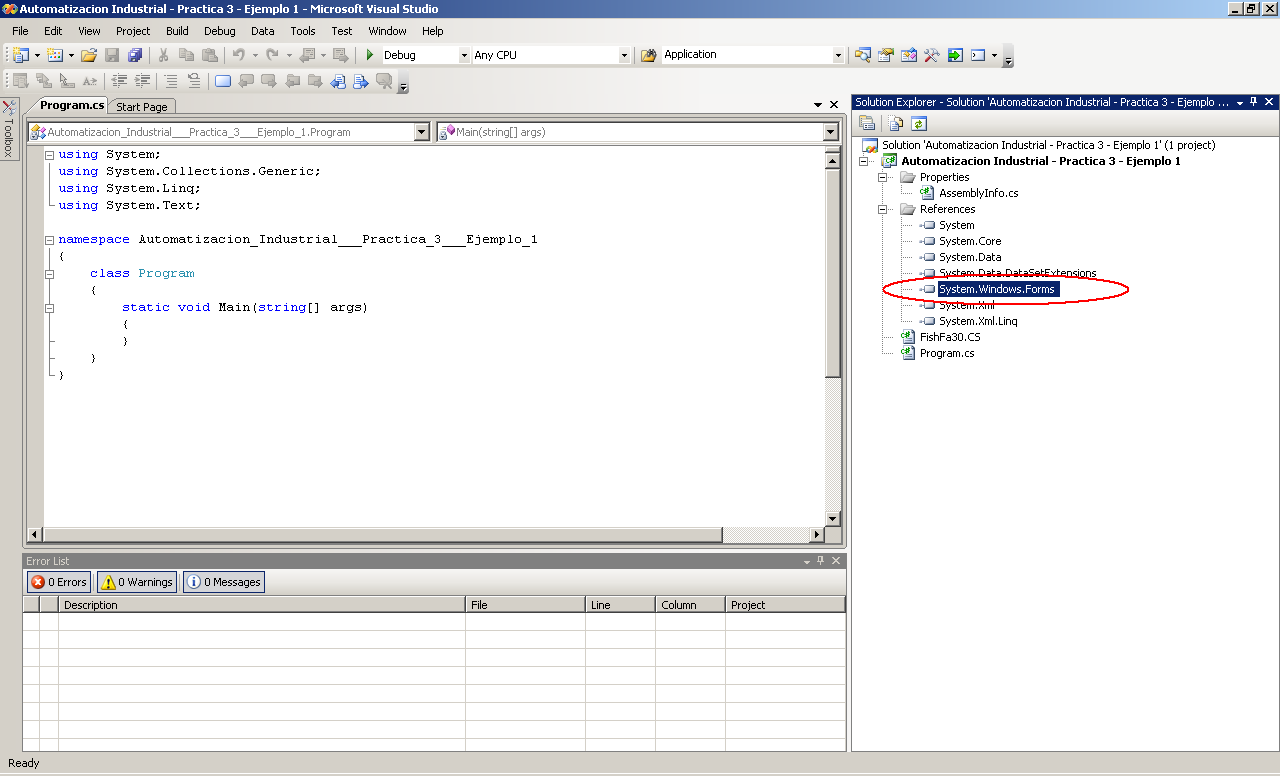 Automatizacion Industrial - Practica 3 - Ejemplo 1 - Microsoft Visual Studio
File Edit View Project Build Debug Data Tools Test Window Help
Debug Any CPU Application
Toolbox
Program.cs Start Page
Automatizacion_Industrial___Practica_3___Ejemplo_1.Program Main(string[] args)
using System;
using System.Collections.Generic;
using System.Linq;
using System.Text;
namespace Automatizacion_Industrial___Practica_3___Ejemplo_1
{
class Program
{
static void Main(string[] args)
{
}
}
}
Error List
0 Errors 0 Warnings 0 Messages
Description File Line Column Project
Solution Explorer - Solution 'Automatizacion Industrial - Practica 3 - Ejemplo ...
Solution 'Automatizacion Industrial - Practica 3 - Ejemplo 1' (1 project)
Automatizacion Industrial - Practica 3 - Ejemplo 1
Properties
AssemblyInfo.cs
References
System
System.Core
System.Data
System.Data.DataSetExtensions
System.Windows.Forms
System.Xml
System.Xml.Linq
FishFa30.CS
Program.cs
Ready